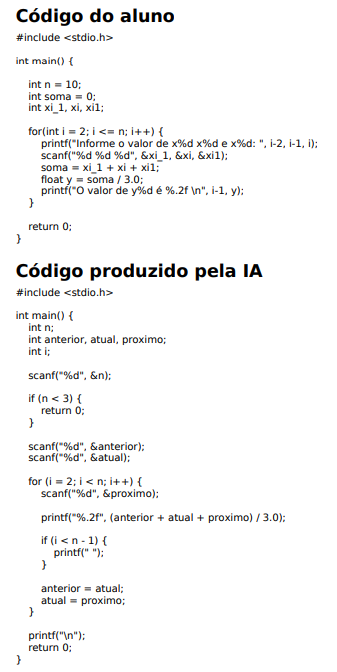 Código do aluno
#include <stdio.h>
int main() {
int n = 10;
int soma = 0;
int xi_1, xi, xi1;
for(int i = 2; i <= n; i++) {
printf("Informe o valor de x%d x%d e x%d: ", i-2, i-1, i);
scanf("%d %d %d", &xi_1, &xi, &xi1);
soma = xi_1 + xi + xi1;
float y = soma / 3.0;
printf("O valor de y%d é %.2f \n", i-1, y);
}
return 0;
}
Código produzido pela IA
#include <stdio.h>
int main() {
int n;
int anterior, atual, proximo;
int i;
scanf("%d", &n);
if (n < 3) {
return 0;
}
scanf("%d", &anterior);
scanf("%d", &atual);
for (i = 2; i < n; i++) {
scanf("%d", &proximo);
printf("%.2f", (anterior + atual + proximo) / 3.0);
if (i < n - 1) {
printf(" ");
}
anterior = atual;
atual = proximo;
}
printf("\n");
return 0;
}